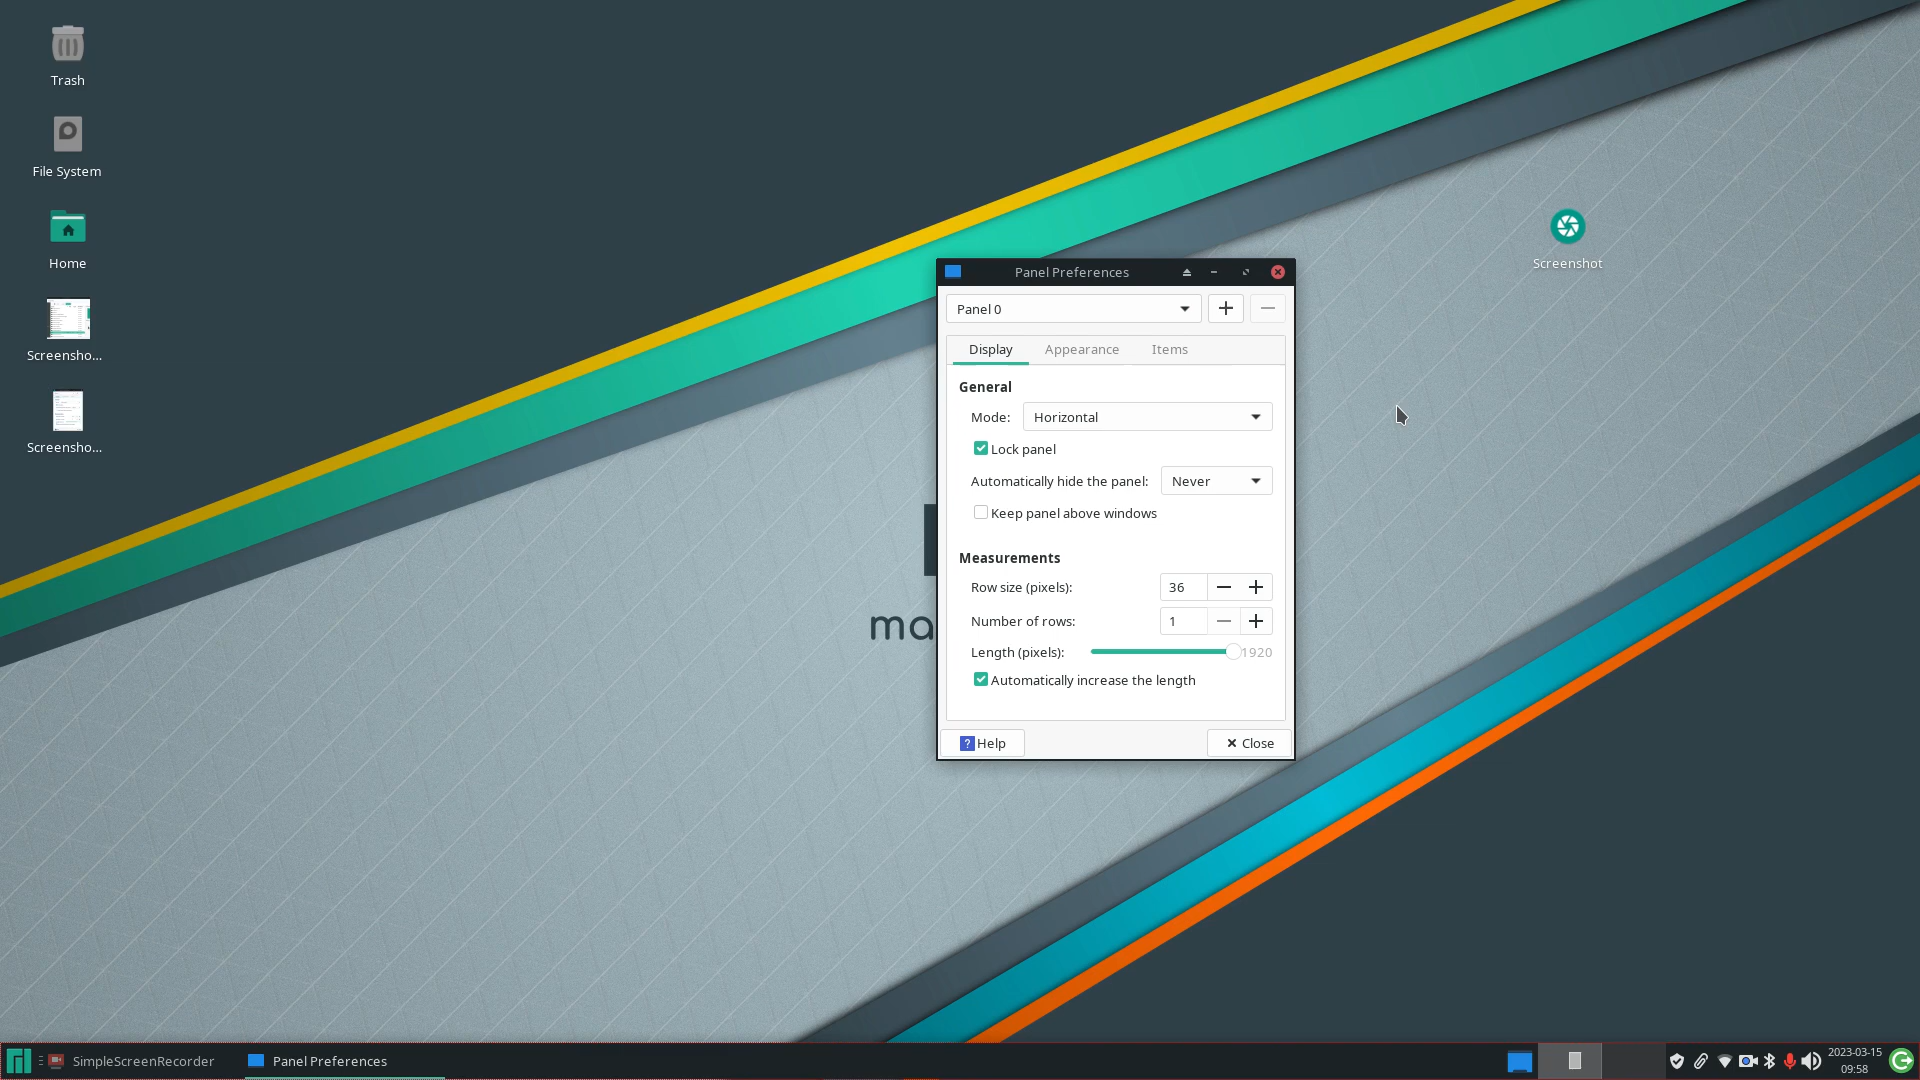 Trash
File System
Home
Screensho...
Screensho...
Screenshot
ma
Panel Preferences
Panel 0
Display Appearance Items
General
Mode: Horizontal
Lock panel
Automatically hide the panel: Never
Keep panel above windows
Measurements
Row size (pixels): 36
Number of rows: 1
Length (pixels): 1920
Automatically increase the length
? Help
Close
SimpleScreenRecorder
Panel Preferences
2023-03-15
09:58